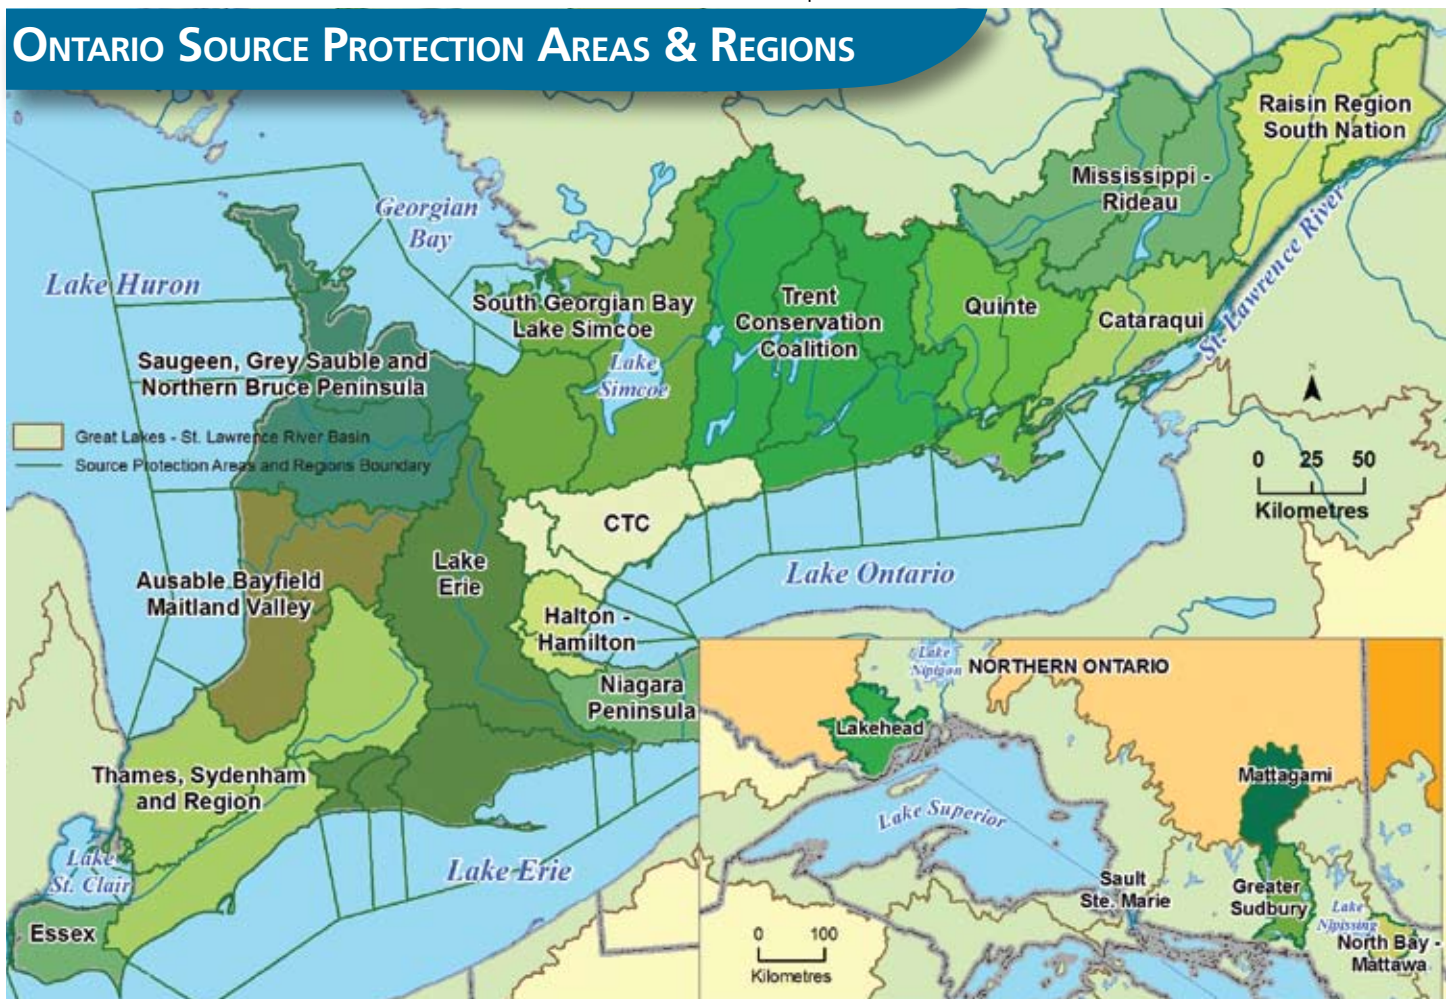 ONTARIO SOURCE PROTECTION AREAS & REGIONS
Raisin Region
South Nation
Mississippi -
Rideau
Georgian
Bay
Lake Huron
South Georgian Bay
Lake Simcoe
Trent
Conservation
Coalition
Quinte
Cataraqui
St. Lawrence River
Saugeen, Grey Sauble and
Northern Bruce Peninsula
Lake
Simcoe
N
Great Lakes - St. Lawrence River Basin
Source Protection Areas and Regions Boundary
0 25 50
Kilometres
CTC
Lake
Erie
Lake Ontario
Ausable Bayfield
Maitland Valley
Halton -
Hamilton
Niagara
Peninsula
Thames, Sydenham
and Region
Lake Erie
Lake
St. Clair
Essex
Lake
Nipigon
NORTHERN ONTARIO
Lakehead
Mattagami
Lake Superior
Sault
Ste. Marie
Greater
Sudbury
Lake
Nipissing
North Bay -
Mattawa
0 100
Kilometres